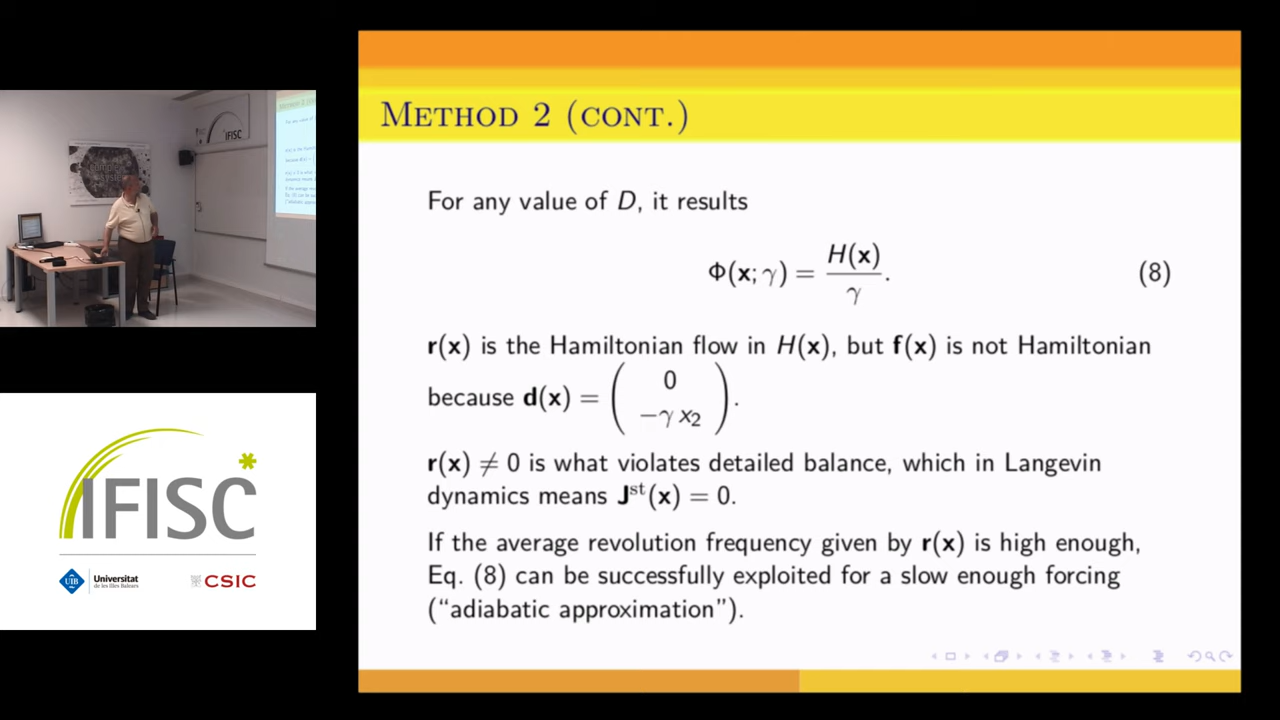 METHOD 2 (CONT.)
For any value of D, it results
Φ(x; γ) = H(x)/γ. (8)
r(x) is the Hamiltonian flow in H(x), but f(x) is not Hamiltonian
because d(x) = ( 0 −γ x₂ ).
r(x) ≠ 0 is what violates detailed balance, which in Langevin
dynamics means Jˢᵗ(x) = 0.
If the average revolution frequency given by r(x) is high enough,
Eq. (8) can be successfully exploited for a slow enough forcing
(“adiabatic approximation”).
IFISC
IFISC
UIB
Universitat
de les Illes Balears
CSIC